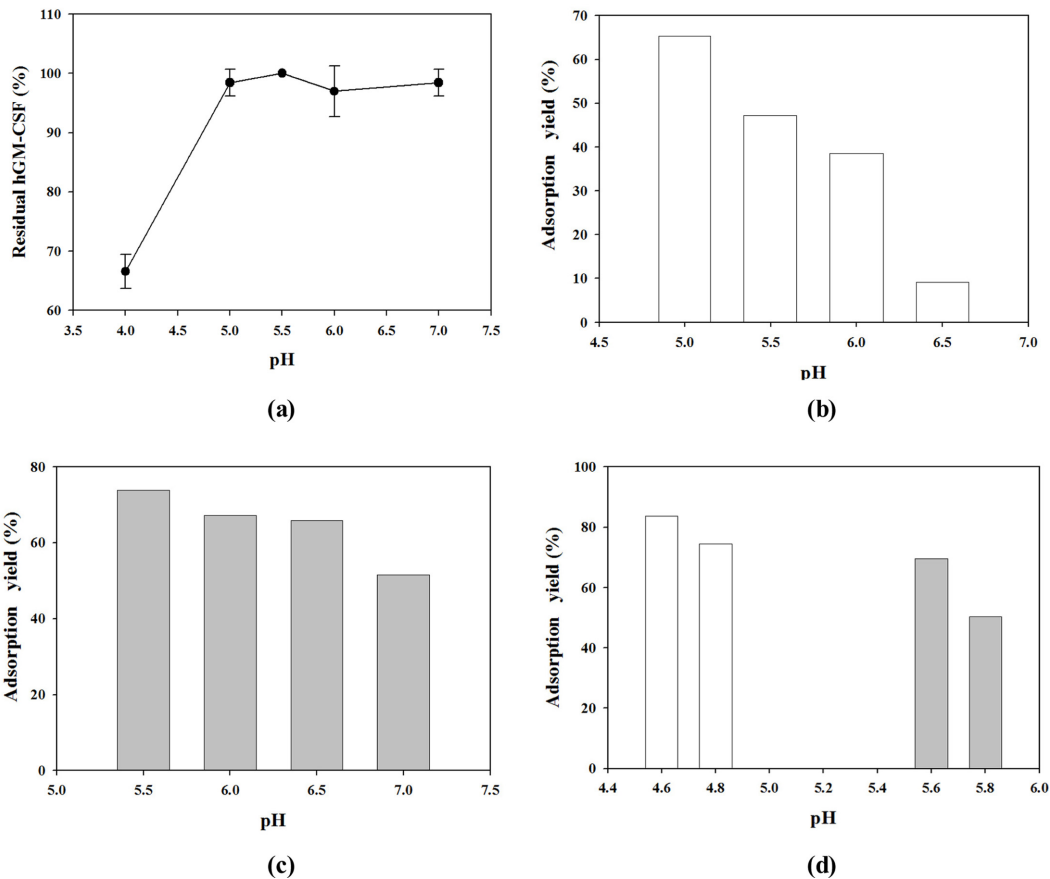 110
100
90
80
70
60
Residual hGM-CSF (%)
3.5 4.0 4.5 5.0 5.5 6.0 6.5 7.0 7.5
pH
(a)
70
60
50
40
30
20
10
0
Adsorption yield (%)
4.5 5.0 5.5 6.0 6.5 7.0
pH
(b)
80
60
40
20
0
Adsorption yield (%)
5.0 5.5 6.0 6.5 7.0 7.5
pH
(c)
100
80
60
40
20
0
Adsorption yield (%)
4.4 4.6 4.8 5.0 5.2 5.4 5.6 5.8 6.0
pH
(d)